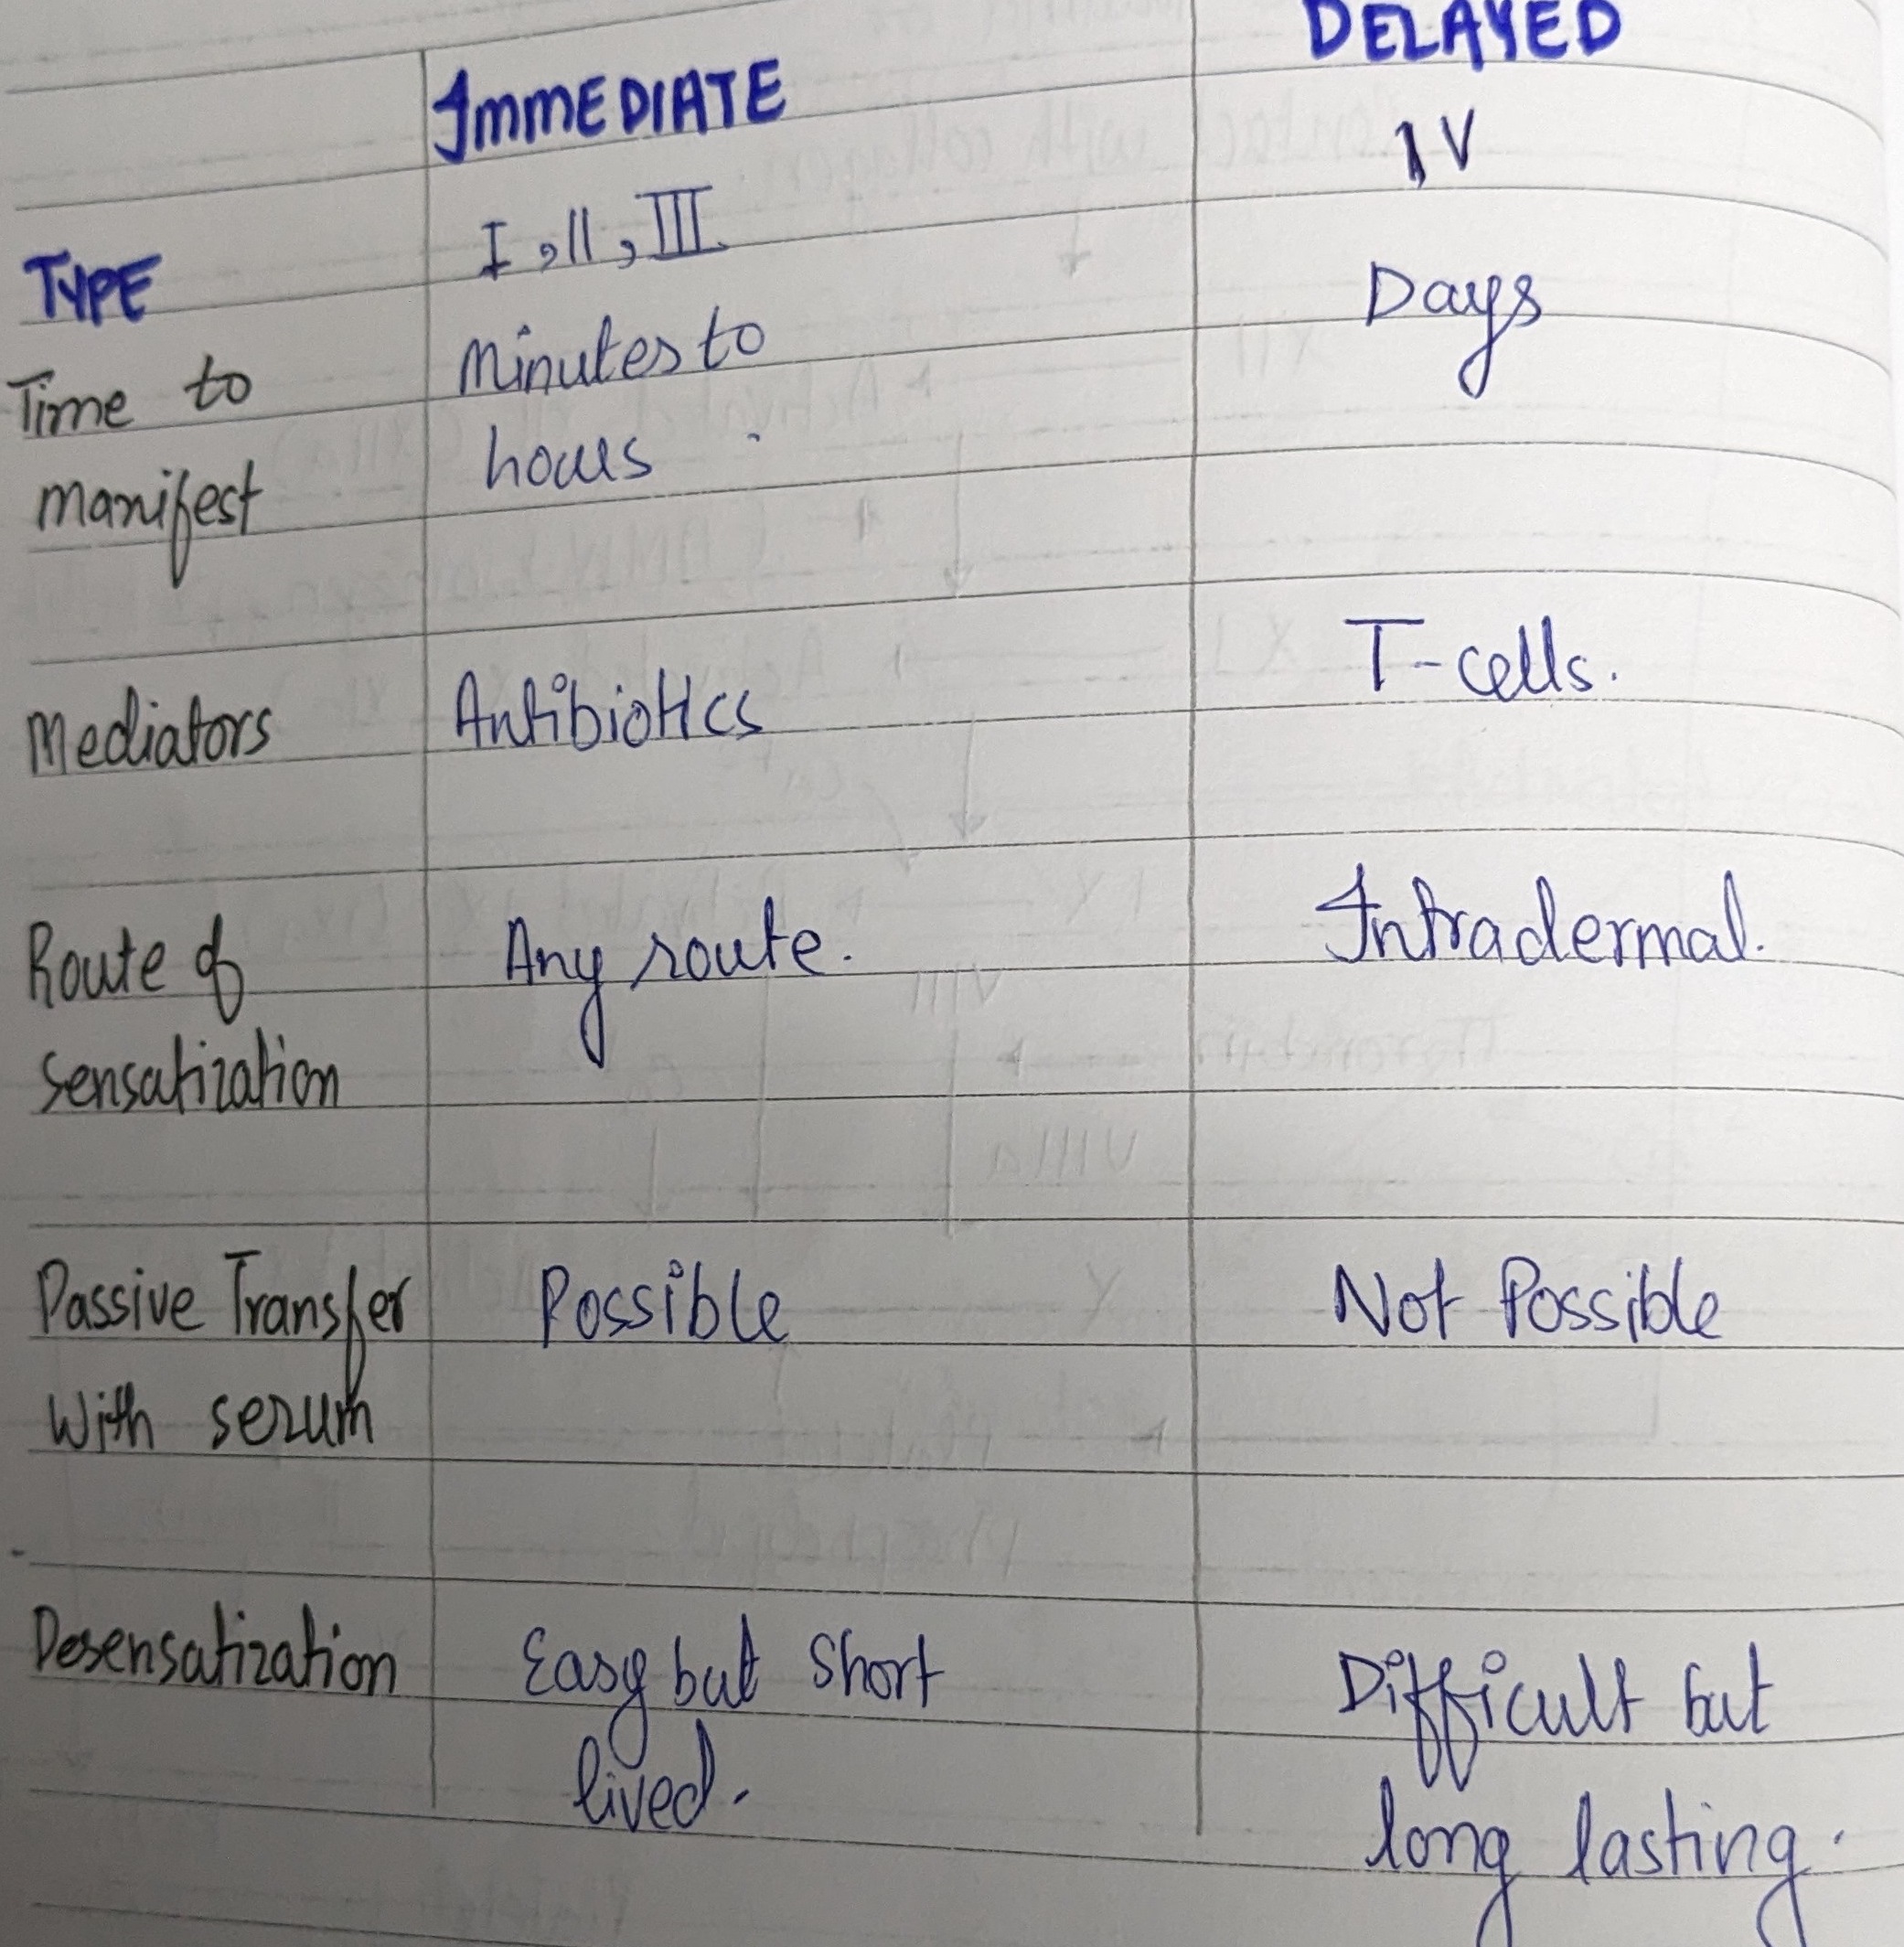 IMMEDIATE DELAYED
TYPE I, II, III IV
Time to Minutes to Days
manifest hours
Mediators Antibiotics T-cells.
Route of Any route. Intradermal.
sensatization
Passive Transfer Possible Not Possible
With serum
Desensatization Easy but short Difficult but
lived. long lasting.